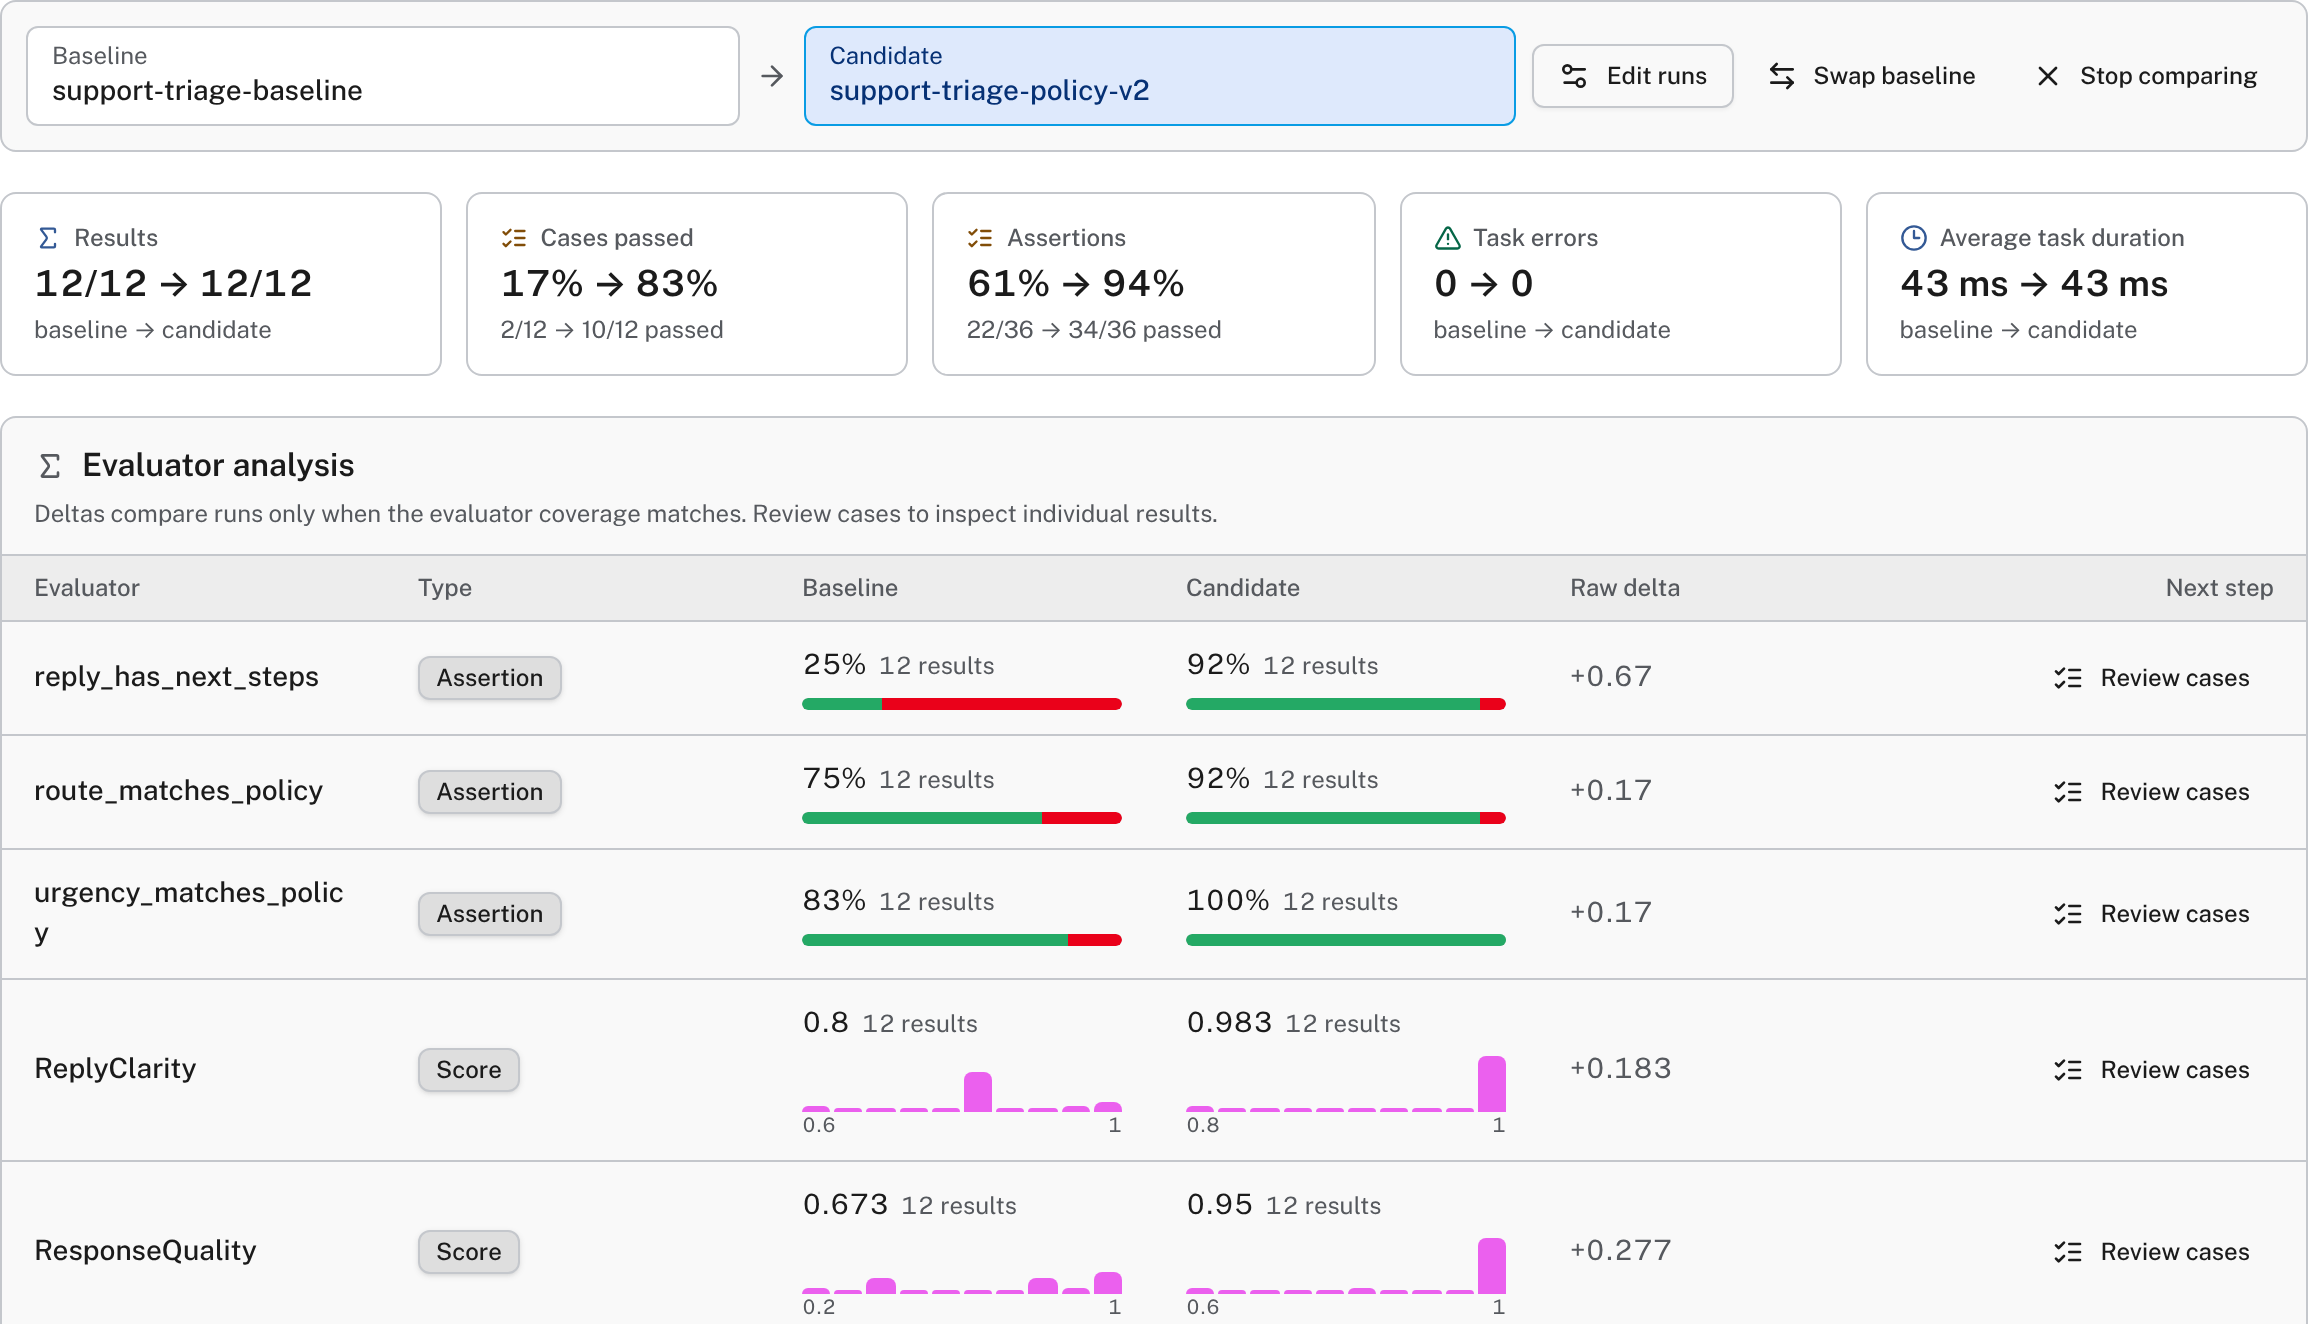 Baseline
support-triage-baseline
→
Candidate
support-triage-policy-v2
Edit runs
Swap baseline
Stop comparing
Results
12/12 → 12/12
baseline → candidate
Cases passed
17% → 83%
2/12 → 10/12 passed
Assertions
61% → 94%
22/36 → 34/36 passed
Task errors
0 → 0
baseline → candidate
Average task duration
43 ms → 43 ms
baseline → candidate
Evaluator analysis
Deltas compare runs only when the evaluator coverage matches. Review cases to inspect individual results.
Evaluator Type Baseline Candidate Raw delta Next step
reply_has_next_steps Assertion 25% 12 results 92% 12 results +0.67 Review cases
route_matches_policy Assertion 75% 12 results 92% 12 results +0.17 Review cases
urgency_matches_polic
y
Assertion 83% 12 results 100% 12 results +0.17 Review cases
ReplyClarity Score 0.8 12 results 0.983 12 results +0.183 Review cases
0.6 1 0.8 1
ResponseQuality Score 0.673 12 results 0.95 12 results +0.277 Review cases
0.2 1 0.6 1